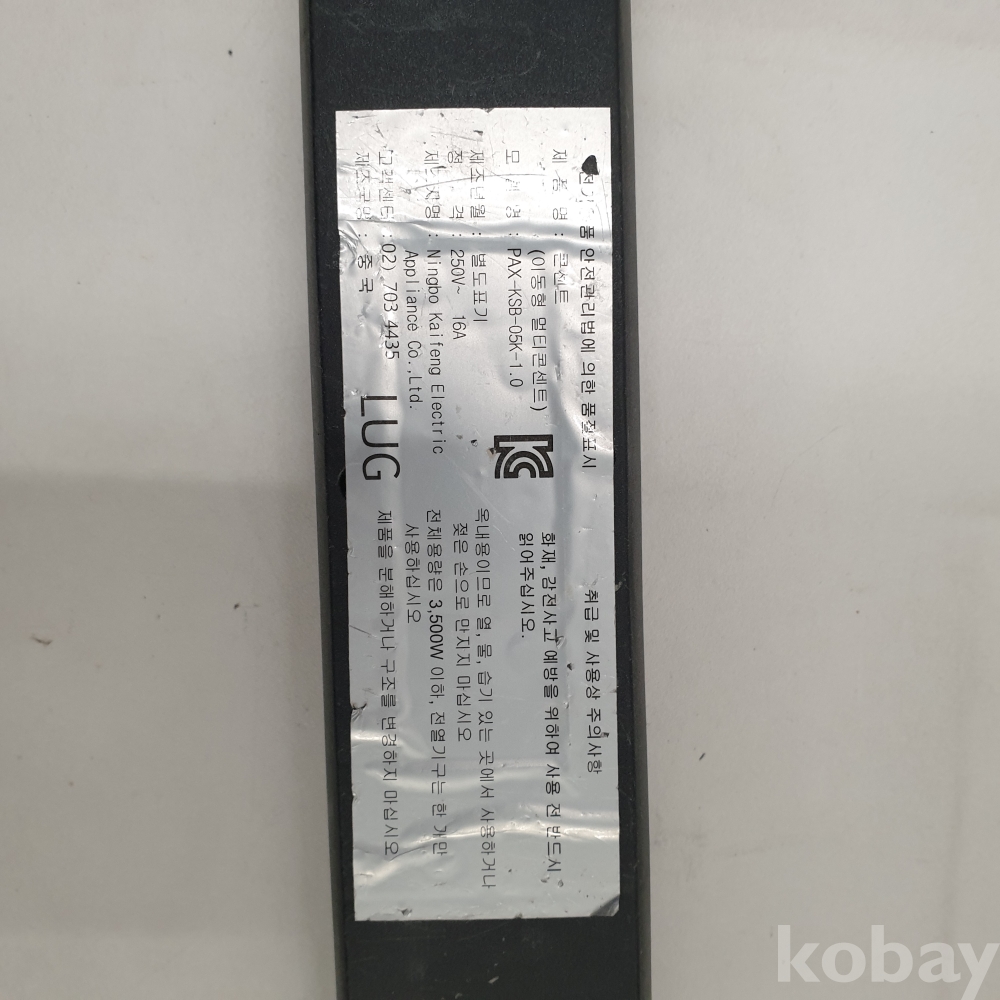 안전관리법에 의한 품질표시
제 품 명 : 콘센트
(이동형 멀티콘센트)
모 델 명 : PAX-KSB-05K-1.0
제조년월 : 별도표기
정 격 : 250V~ 16A
제조자명 : Ningbo Kaifeng Electric
Appliance Co.,Ltd.
고객센터 : 02) 703 4435
제조국명 : 중 국
LUG
취급 및 사용상 주의사항
화재, 감전사고 예방을 위하여 사용 전 반드시,
읽어주십시오.
옥내용이므로 열,물,습기 있는 곳에서 사용하거나
젖은 손으로 만지지 마십시오
전체용량은 3,500W 이하, 전열기구는 한 개만
사용하십시오
제품을 분해하거나 구조를 변경하지 마십시오
kobay